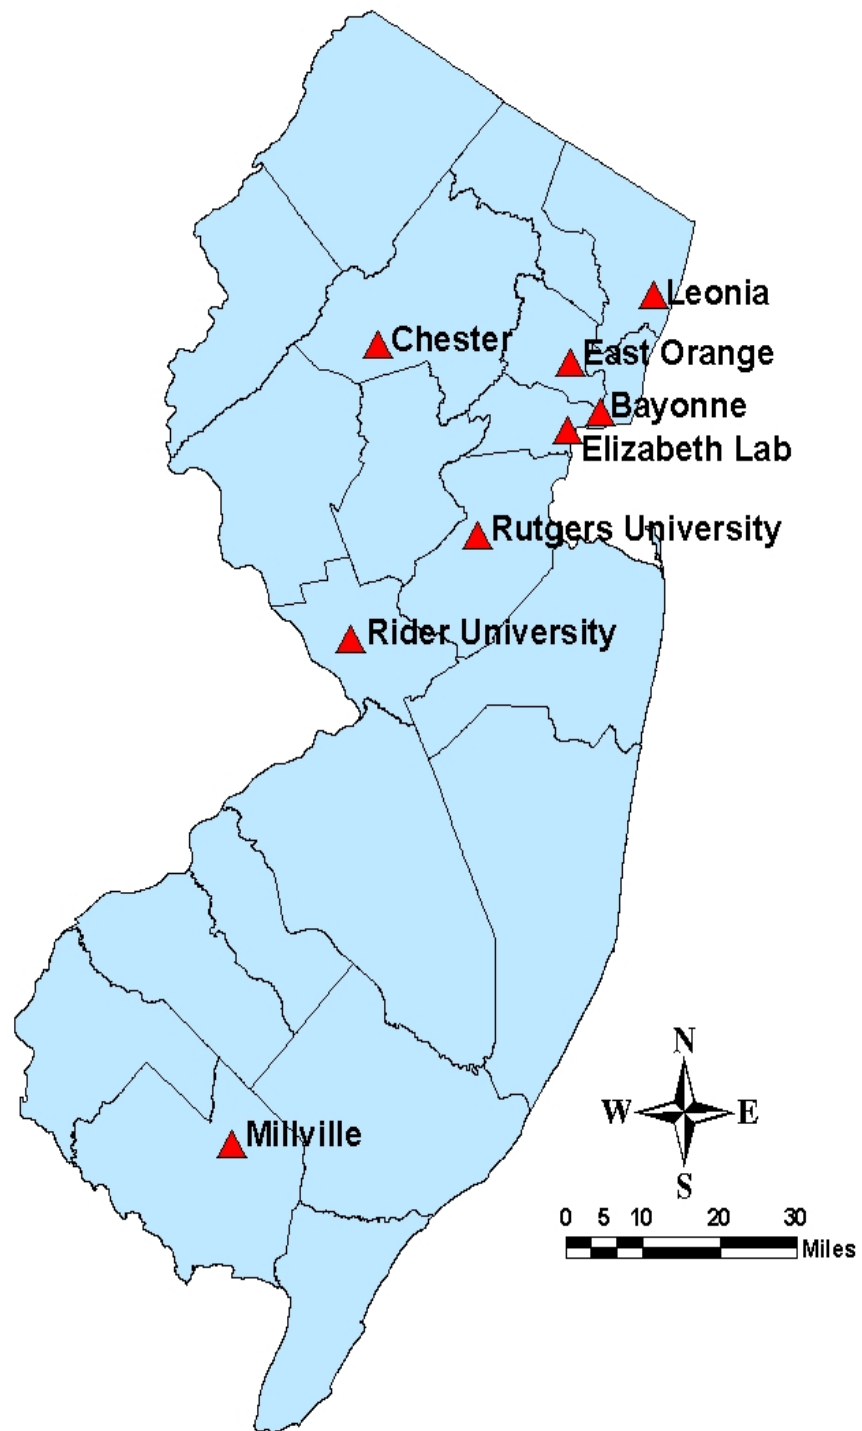 Leonia
Chester
East Orange
Bayonne
Elizabeth Lab
Rutgers University
Rider University
N
W
E
Millville
S
0 5 10 20 30
Miles